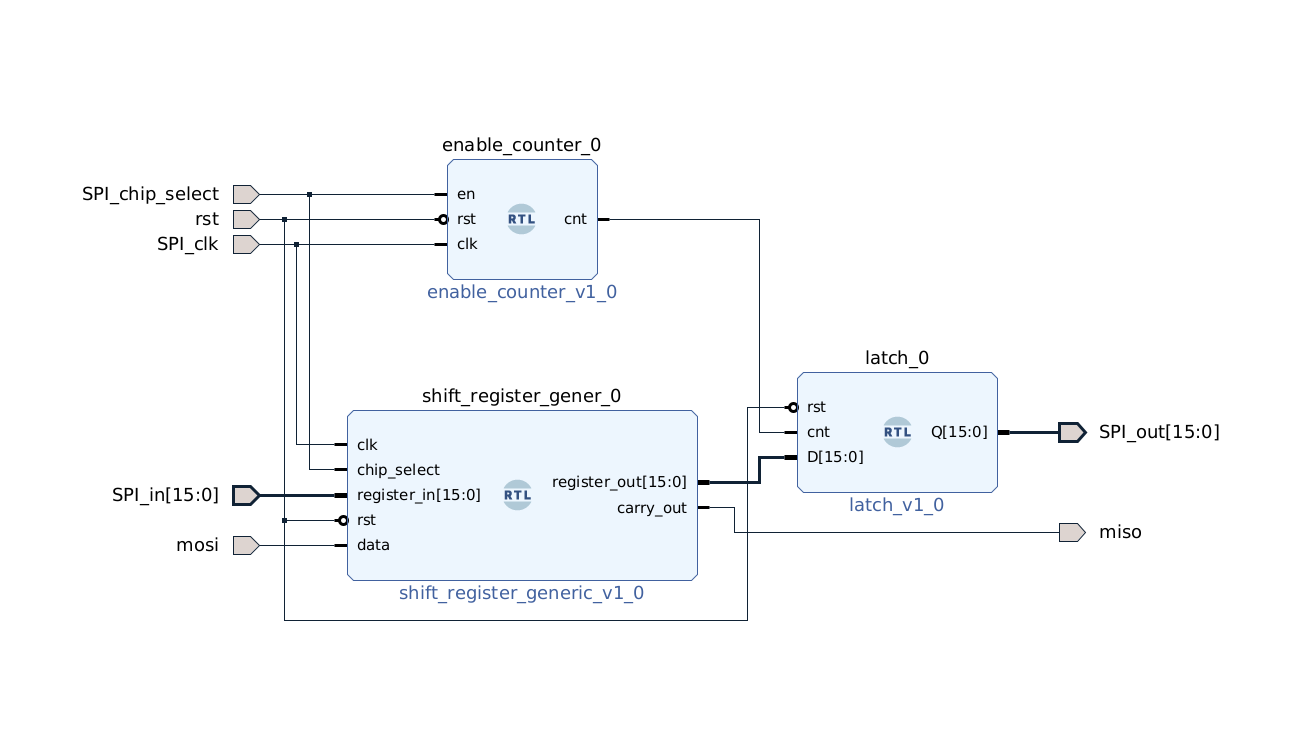 enable_counter_0
SPI_chip_select
en
rst
rst
RTL
cnt
SPI_clk
clk
enable_counter_v1_0
latch_0
shift_register_gener_0
rst
clk
cnt
RTL
Q[15:0]
SPI_out[15:0]
D[15:0]
chip_select
register_out[15:0]
SPI_in[15:0]
register_in[15:0]
RTL
latch_v1_0
carry_out
rst
miso
mosi
data
shift_register_generic_v1_0